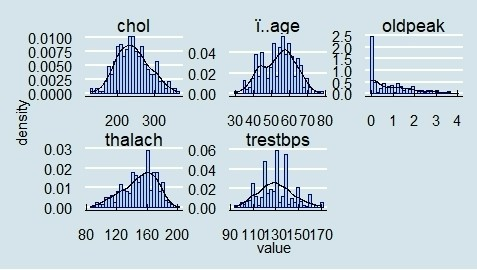 chol
ï..age
oldpeak
0.0100
0.0075
0.0050
0.0025
0.0000
200 300
0.04
0.02
0.00
30 40 50 60 70 80
2.5
2.0
1.5
1.0
0.5
0.0
0 1 2 3 4
density
thalach
trestbps
0.03
0.02
0.01
0.00
80 120 160 200
0.06
0.04
0.02
0.00
90 110 130 150 170
value